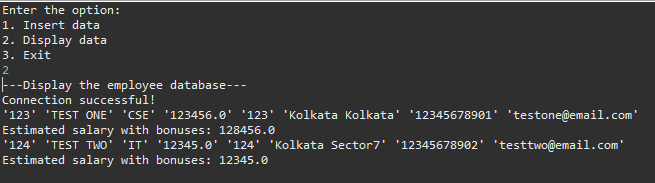 Enter the option:
1. Insert data
2. Display data
3. Exit
2
---Display the employee database---
Connection successful!
'123' 'TEST ONE' 'CSE' '123456.0' '123' 'Kolkata Kolkata' '12345678901' 'testone@email.com'
Estimated salary with bonuses: 128456.0
'124' 'TEST TWO' 'IT' '12345.0' '124' 'Kolkata Sector7' '12345678902' 'testtwo@email.com'
Estimated salary with bonuses: 12345.0